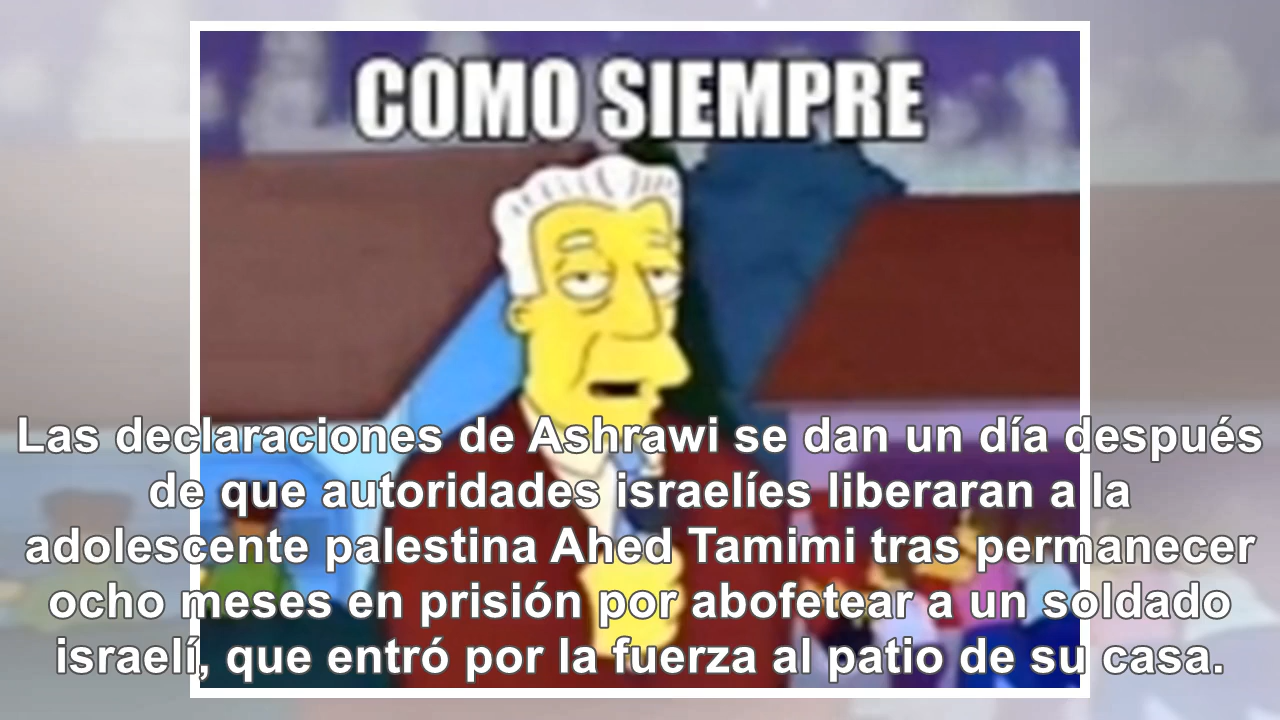 COMO SIEMPRE
Las declaraciones de Ashrawi se dan un día después
de que autoridades israelíes liberaran a la
adolescente palestina Ahed Tamimi tras permanecer
ocho meses en prisión por abofetear a un soldado
israelí, que entró por la fuerza al patio de su casa.